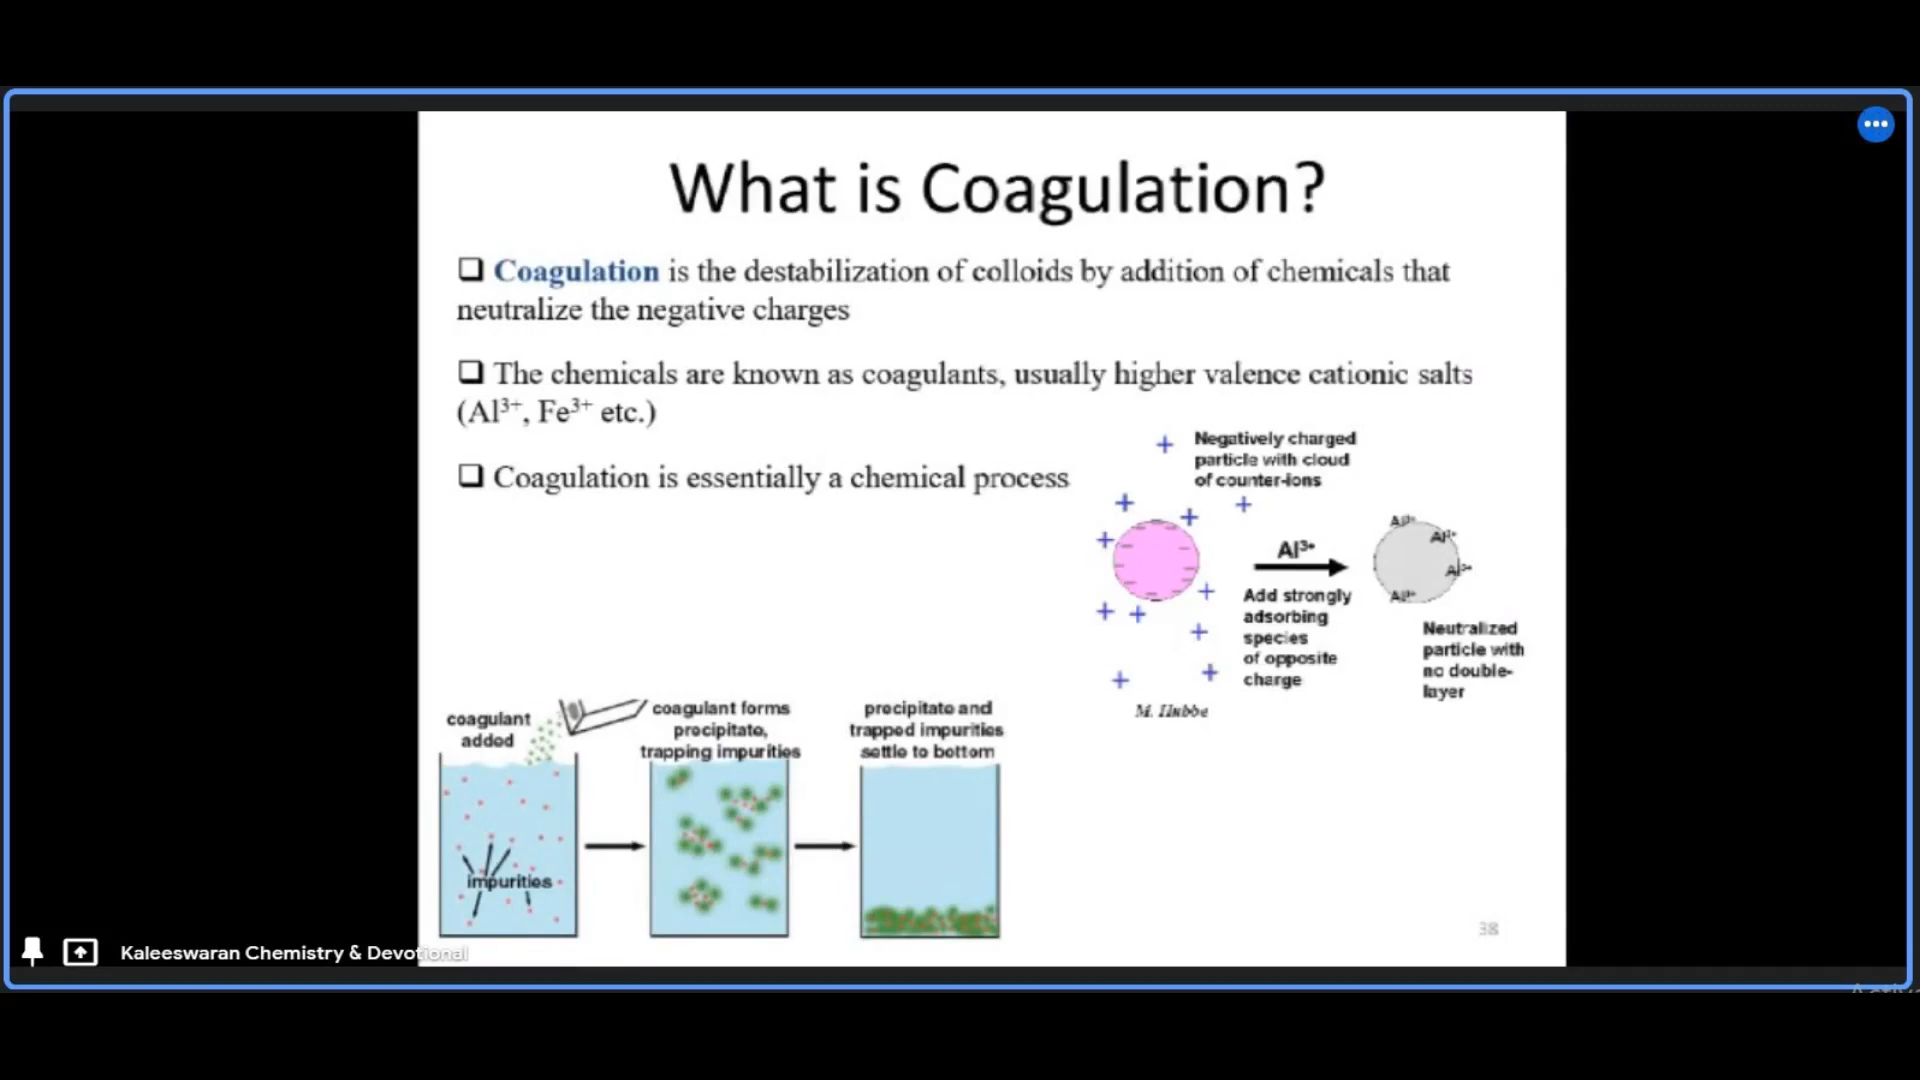 What is Coagulation?
❑ Coagulation is the destabilization of colloids by addition of chemicals that
neutralize the negative charges
❑ The chemicals are known as coagulants, usually higher valence cationic salts
(Al³⁺, Fe³⁺ etc.)
❑ Coagulation is essentially a chemical process
Negatively charged
particle with cloud
of counter-ions
Al³⁺
Add strongly
adsorbing
species
of opposite
charge
Al³⁺
Al³⁺
Al³⁺
Al³⁺
Neutralized
particle with
no double-
layer
M. Hubbe
coagulant
added
impurities
coagulant forms
precipitate,
trapping impurities
precipitate and
trapped impurities
settle to bottom
38
Kaleeswaran Chemistry & Devotional